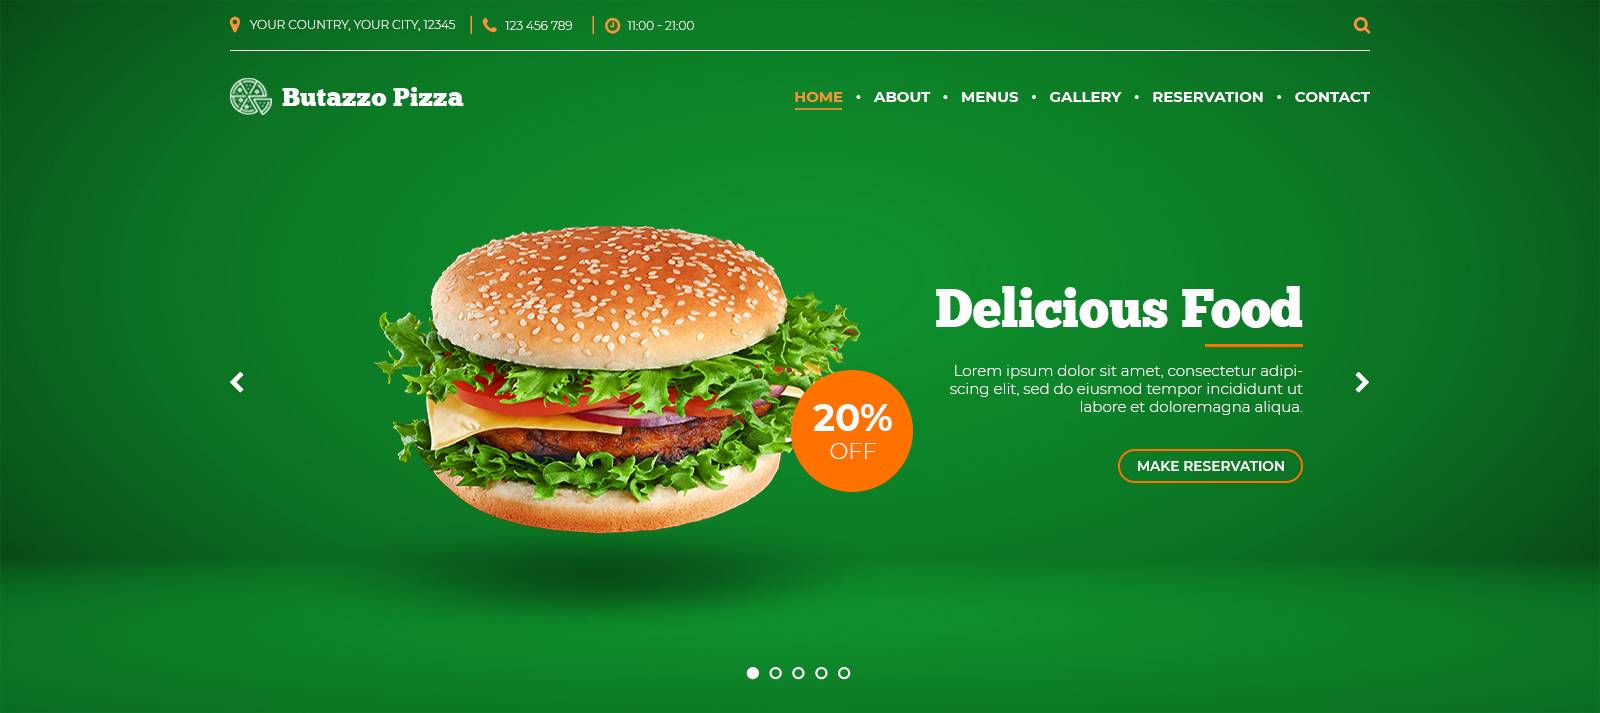 YOUR COUNTRY, YOUR CITY, 12345
123 456 789
11:00 - 21:00
Butazzo Pizza
HOME • ABOUT • MENUS • GALLERY • RESERVATION • CONTACT
Delicious Food
Lorem ipsum dolor sit amet, consectetur adipi-
scing elit, sed do eiusmod tempor incididunt ut
labore et doloremagna aliqua.
20%
OFF
MAKE RESERVATION